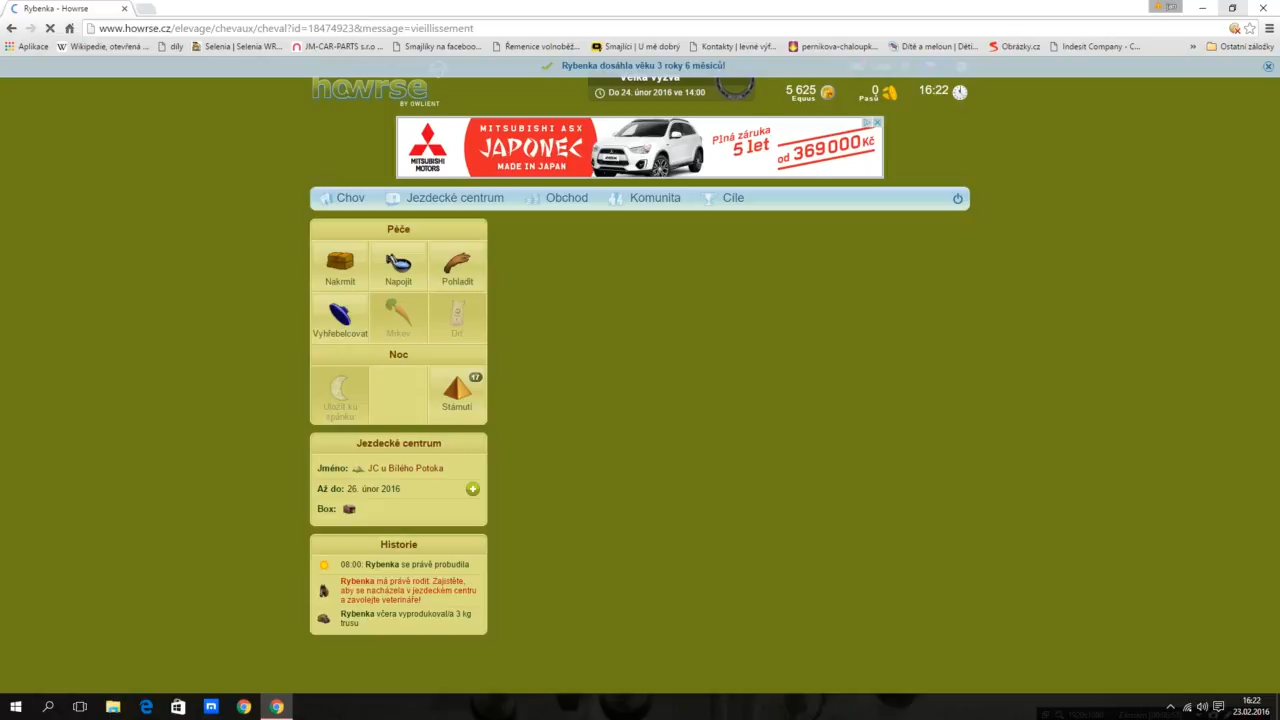 Rybenka - Howrse
www.howrse.cz/elevage/chevaux/cheval?id=18474923&message=vieillissement
Aplikace
Wikipedie, otevřená ...
díly
Selenia | Selenia WR...
JM-CAR-PARTS s.r.o ...
Smajlíky na faceboo...
Řemenice volnoběž...
Smajlíci | U mě dobrý
Kontakty | levné výf...
pernikova-chaloupk...
Dítě a meloun | Děti...
Obrázky.cz
Indesit Company - C...
»
Ostatní záložky
Rybenka dosáhla věku 3 roky 6 měsíců!
howrse
BY OWLIENT
Velká výzva
Do 24. únor 2016 ve 14:00
5 625
Equus
0
Pasů
16:22
MITSUBISHI
MOTORS
MITSUBISHI ASX
JAPONEC
MADE IN JAPAN
Plná záruka
5 let
od 369 000 Kč
Chov
Jezdecké centrum
Obchod
Komunita
Cíle
Péče
Nakrmit
Napojit
Pohladit
Vyhřebelcovat
Mrkev
Noc
Uložit ku
spánku
17
Stárnutí
Jezdecké centrum
Jméno: JC u Bílého Potoka
Až do: 26. únor 2016
Box:
Historie
08:00: Rybenka se právě probudila
Rybenka má právě rodit. Zajistěte,
aby se nacházela v jezdeckém centru
a zavolejte veterináře!
Rybenka včera vyprodukoval/a 3 kg
trusu
16:22
23.02.2016